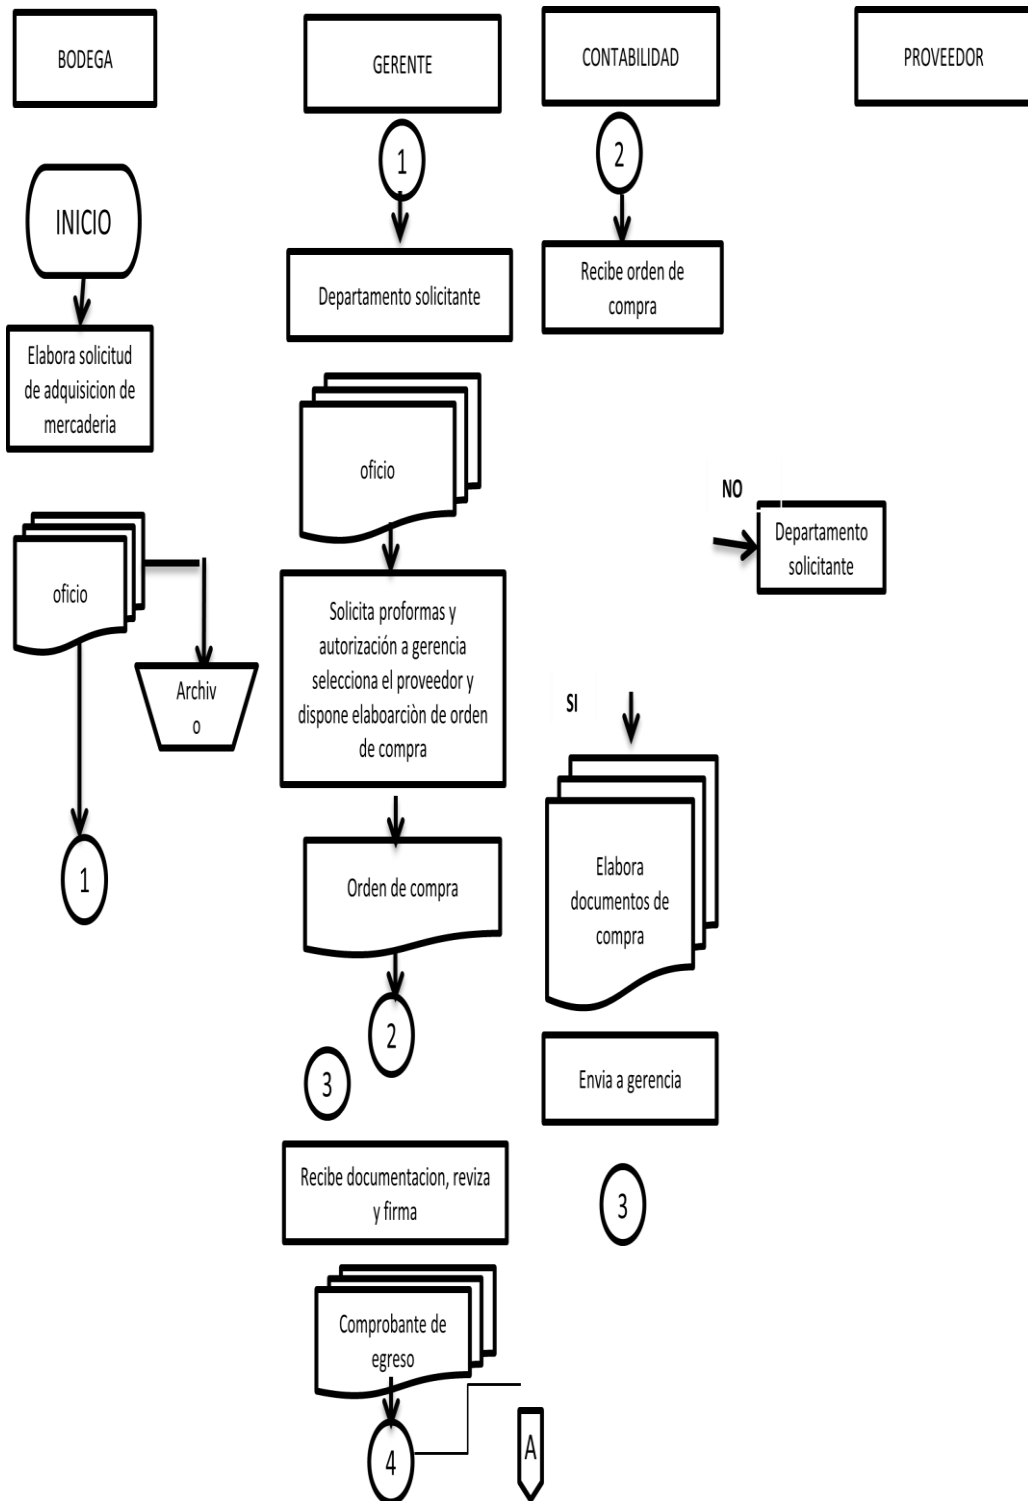 BODEGA
GERENTE
CONTABILIDAD
PROVEEDOR
INICIO
Elabora solicitud
de adquisicion de
mercaderia
oficio
Archiv
o
1
1
Departamento solicitante
oficio
Solicita proformas y
autorización a gerencia
selecciona el proveedor y
dispone elaboarciòn de orden
de compra
Orden de compra
2
3
Recibe documentacion, reviza
y firma
Comprobante de
egreso
4
A
2
Recibe orden de
compra
NO
Departamento
solicitante
SI
Elabora
documentos de
compra
Envia a gerencia
3